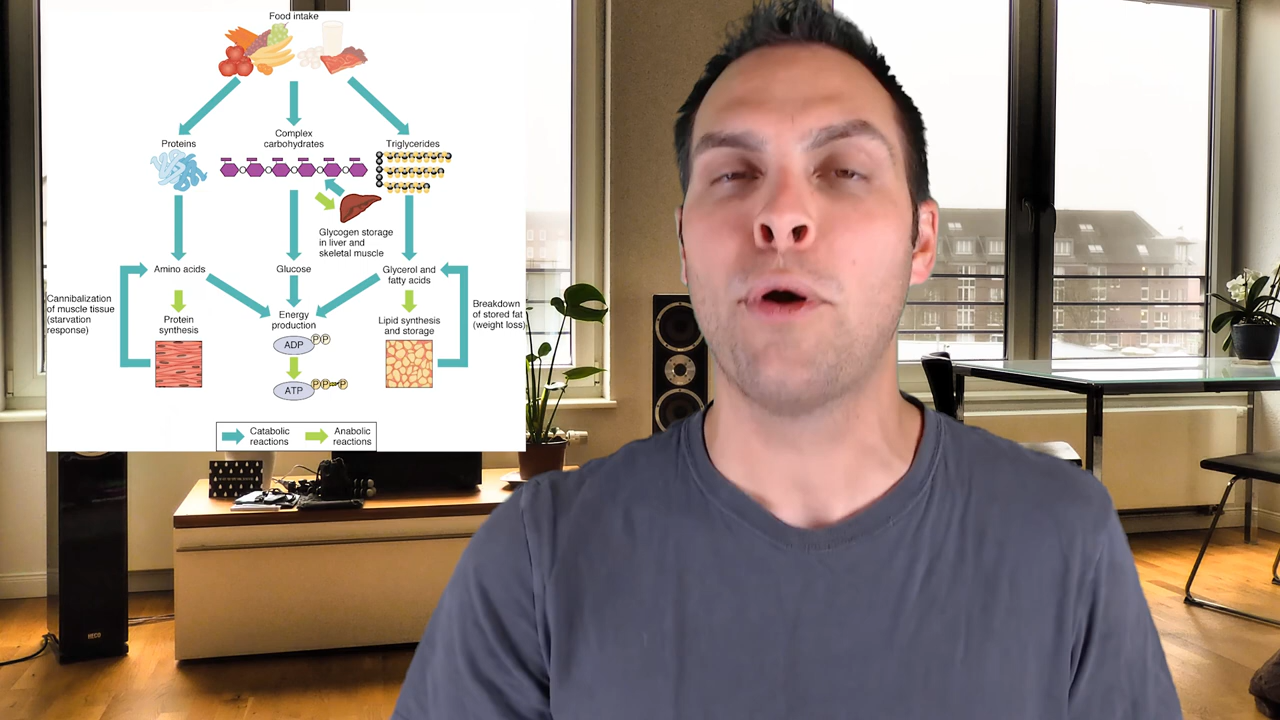 Food intake
Proteins
Complex
carbohydrates
Triglycerides
Glycogen storage
in liver and
skeletal muscle
Amino acids
Glucose
Glycerol and
fatty acids
Cannibalization
of muscle tissue
(starvation
response)
Breakdown
of stored fat
(weight loss)
Protein
synthesis
Energy
production
Lipid synthesis
and storage
ADP P P
ATP P P P
Catabolic
reactions
Anabolic
reactions
HECO